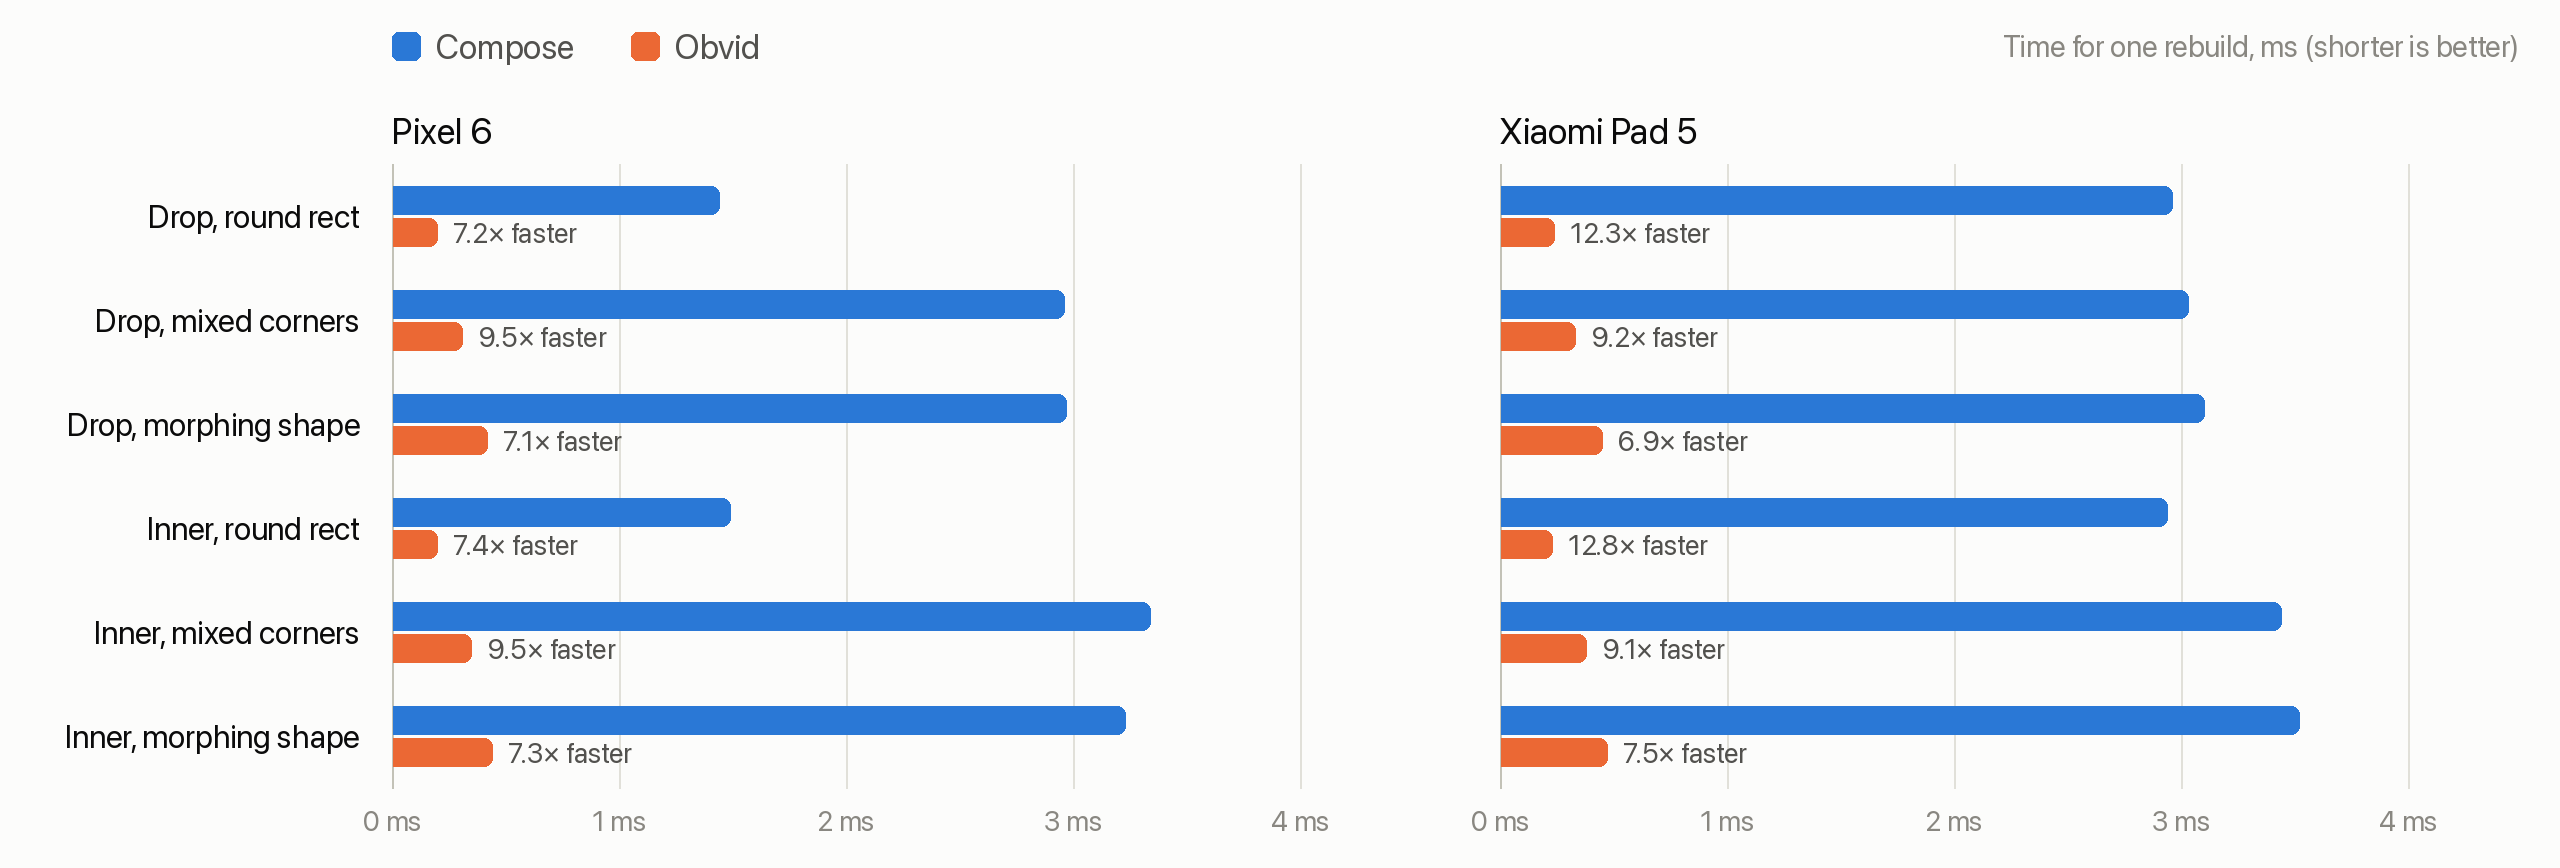 Compose
Obvid
Time for one rebuild, ms (shorter is better)
Pixel 6
Drop, round rect
7.2× faster
Drop, mixed corners
9.5× faster
Drop, morphing shape
7.1× faster
Inner, round rect
7.4× faster
Inner, mixed corners
9.5× faster
Inner, morphing shape
7.3× faster
0 ms
1 ms
2 ms
3 ms
4 ms
Xiaomi Pad 5
12.3× faster
9.2× faster
6.9× faster
12.8× faster
9.1× faster
7.5× faster
0 ms
1 ms
2 ms
3 ms
4 ms